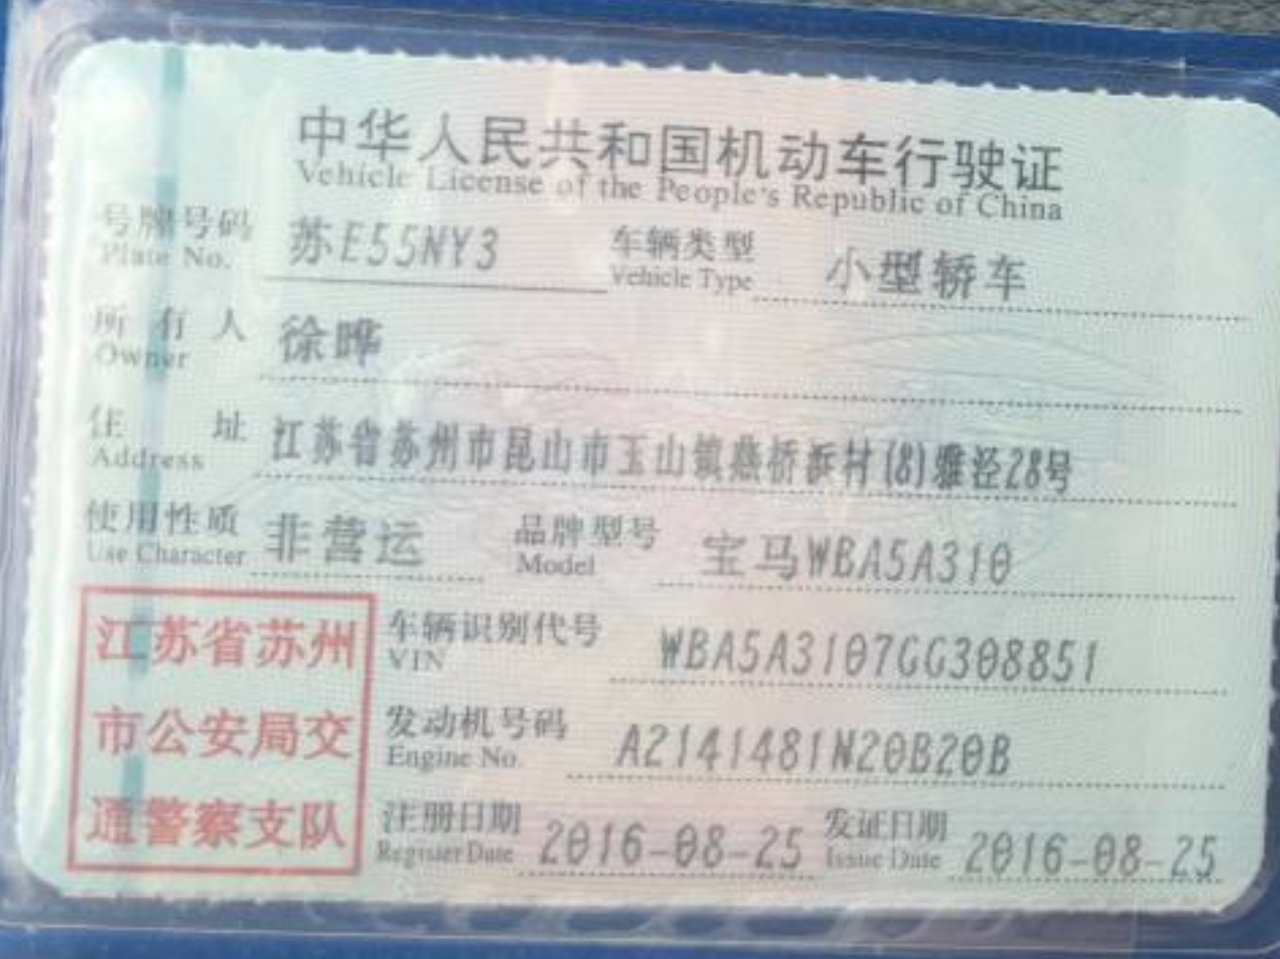 中华人民共和国机动车行驶证
Vehicle License of the People's Republic of China
号牌号码 苏E55NY3 车辆类型 小型轿车
Plate No. Vehicle Type
所有人 徐晔
Owner
住址 江苏省苏州市昆山市玉山镇燕桥浜村(8)雅泾28号
Address
使用性质 非营运 品牌型号 宝马WBA5A310
Use Character Model
江苏省苏州
市公安局交
通警察支队
车辆识别代号 WBA5A3107GG308851
VIN
发动机号码 A2141481N20B20B
Engine No.
注册日期 2016-08-25 发证日期 2016-08-25
Register Date Issue Date